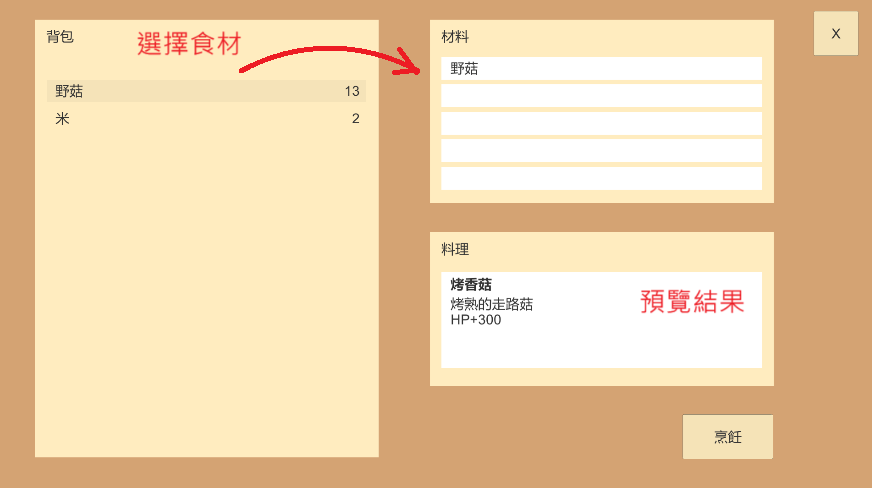 背包
選擇食材
野菇 13
米 2
材料
野菇
料理
烤香菇
烤熟的走路菇
HP+300
預覽結果
烹飪
X